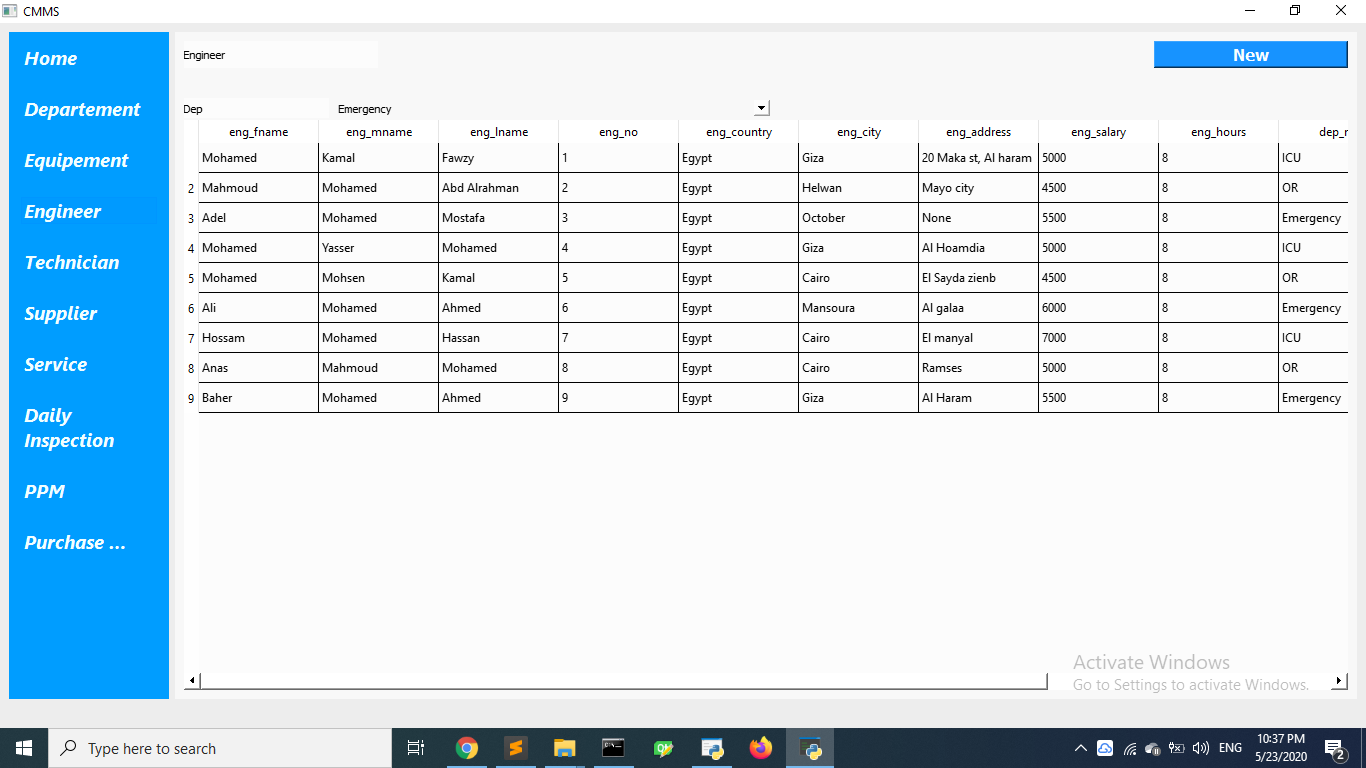 CMMS
Home
Departement
Equipement
Engineer
Technician
Supplier
Service
Daily
Inspection
PPM
Purchase ...
Engineer
New
Dep Emergency
eng_fname eng_mname eng_lname eng_no eng_country eng_city eng_address eng_salary eng_hours dep_r
Mohamed Kamal Fawzy 1 Egypt Giza 20 Maka st, Al haram 5000 8 ICU
2 Mahmoud Mohamed Abd Alrahman 2 Egypt Helwan Mayo city 4500 8 OR
3 Adel Mohamed Mostafa 3 Egypt October None 5500 8 Emergency
4 Mohamed Yasser Mohamed 4 Egypt Giza Al Hoamdia 5000 8 ICU
5 Mohamed Mohsen Kamal 5 Egypt Cairo El Sayda zienb 4500 8 OR
6 Ali Mohamed Ahmed 6 Egypt Mansoura Al galaa 6000 8 Emergency
7 Hossam Mohamed Hassan 7 Egypt Cairo El manyal 7000 8 ICU
8 Anas Mahmoud Mohamed 8 Egypt Cairo Ramses 5000 8 OR
9 Baher Mohamed Ahmed 9 Egypt Giza Al Haram 5500 8 Emergency
Activate Windows
Go to Settings to activate Windows.
Type here to search
ENG
10:37 PM
5/23/2020
2